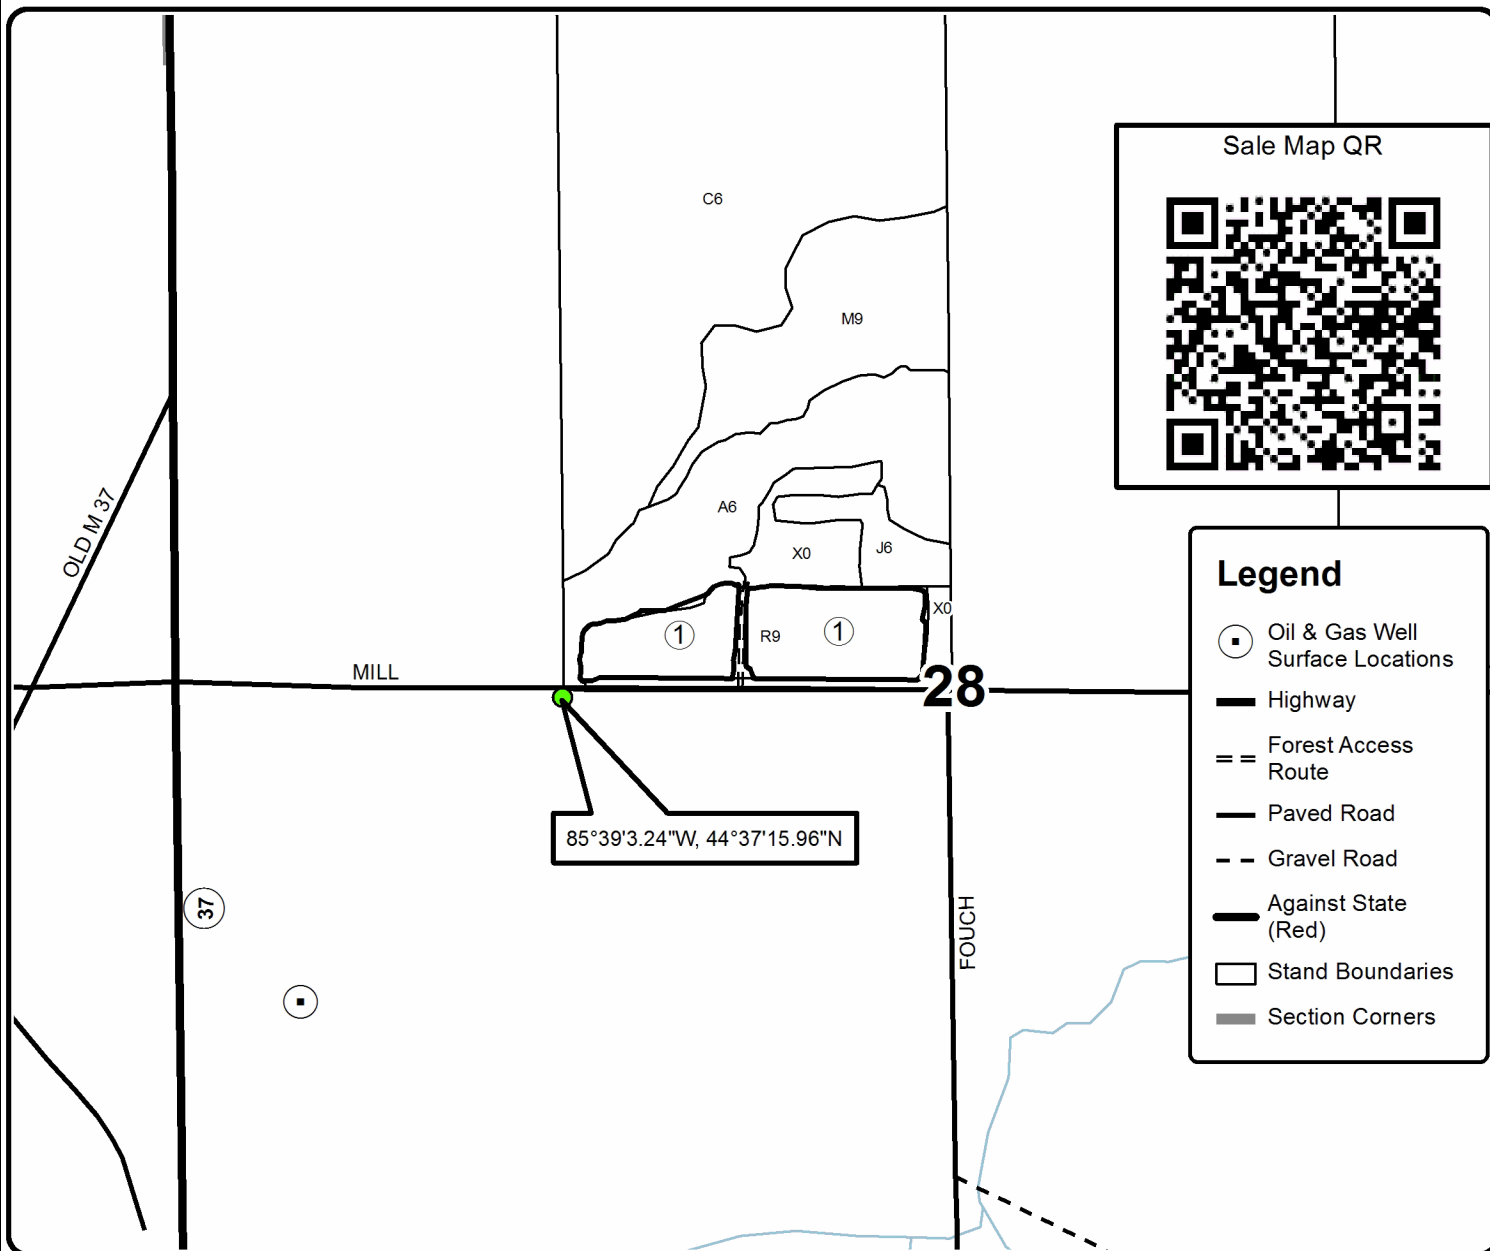 Sale Map QR
C6
M9
OLD M 37
A6
X0
J6
X0
1
R9
1
MILL
28
85°39'3.24"W, 44°37'15.96"N
37
FOUCH
Legend
Oil & Gas Well
Surface Locations
Highway
Forest Access
Route
Paved Road
Gravel Road
Against State
(Red)
Stand Boundaries
Section Corners